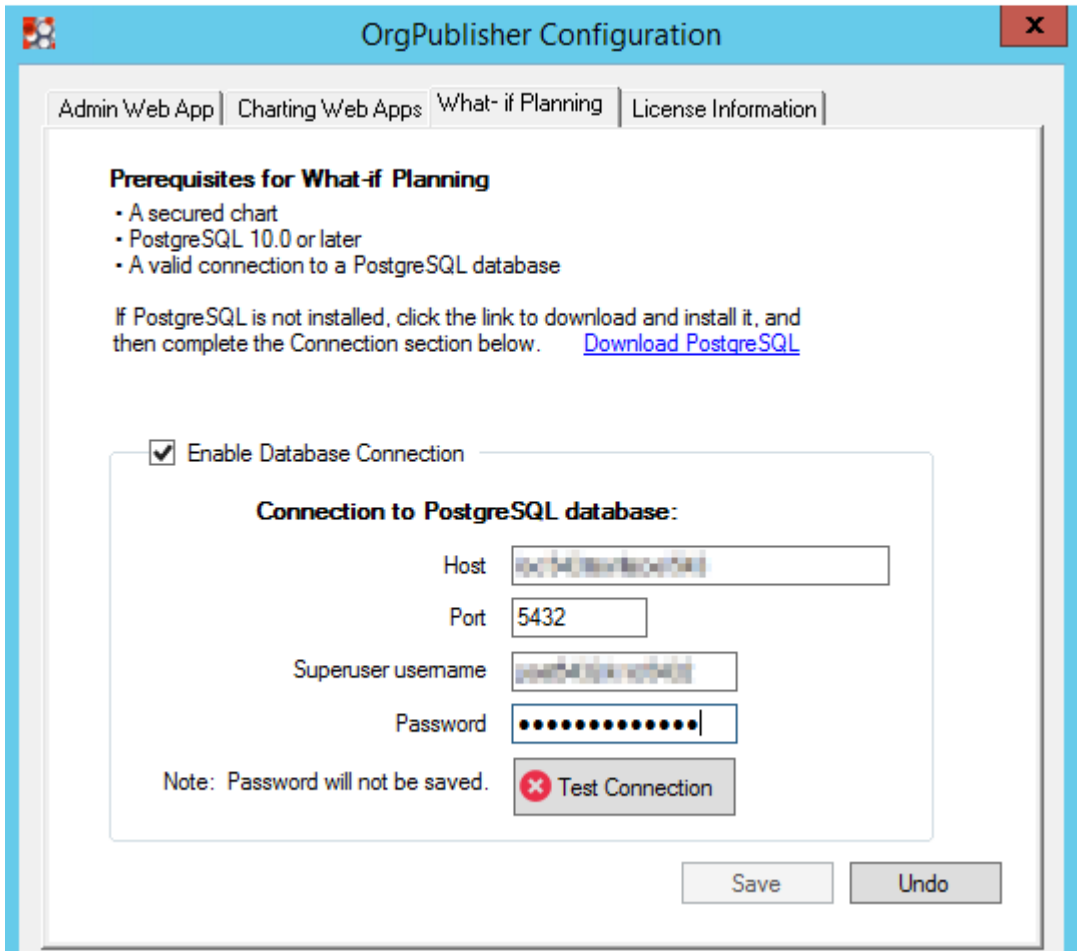 OrgPublisher Configuration
x
Admin Web App Charting Web Apps What- if Planning License Information
Prerequisites for What-if Planning
• A secured chart
• PostgreSQL 10.0 or later
• A valid connection to a PostgreSQL database
If PostgreSQL is not installed, click the link to download and install it, and
then complete the Connection section below. Download PostgreSQL
Enable Database Connection
Connection to PostgreSQL database:
Host
Port 5432
Superuser username
Password •••••••••••••
Note: Password will not be saved. Test Connection
Save Undo